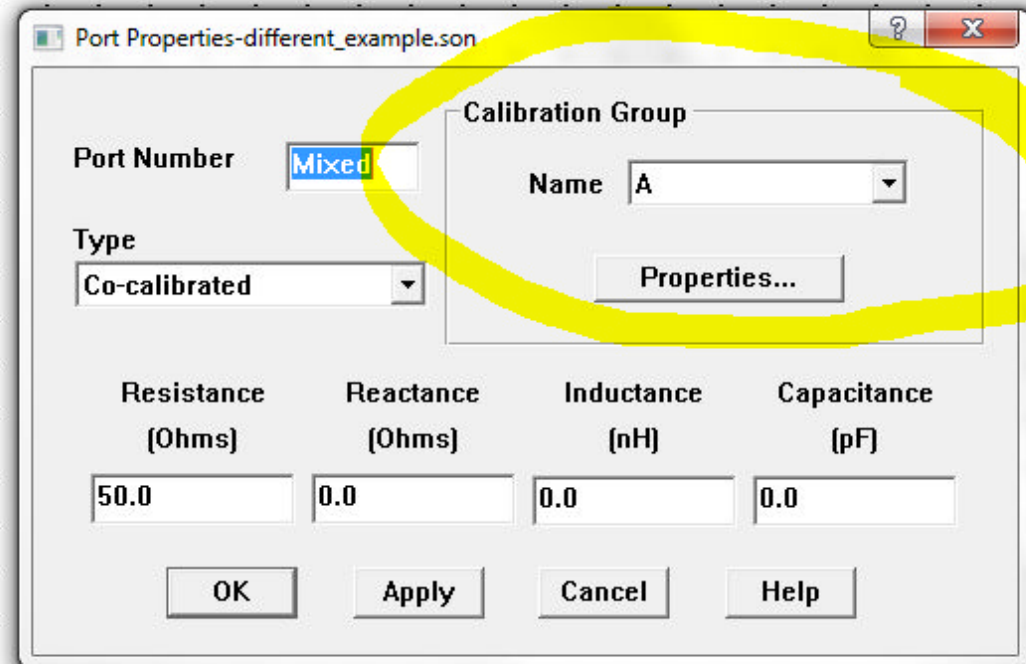 Port Properties-different_example.son
Calibration Group
Port Number Mixed
Name A
Type
Properties...
Co-calibrated
Resistance Reactance Inductance Capacitance
(Ohms) (Ohms) (nH) (pF)
50.0 0.0 0.0 0.0
OK Apply Cancel Help